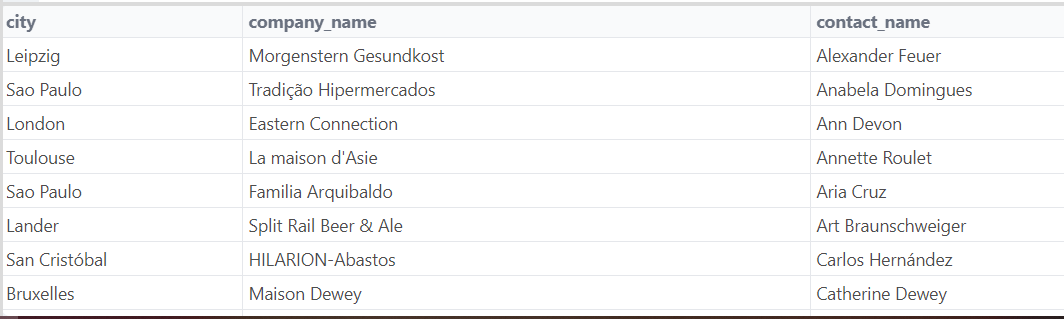 city company_name contact_name
Leipzig Morgenstern Gesundkost Alexander Feuer
Sao Paulo Tradição Hipermercados Anabela Domingues
London Eastern Connection Ann Devon
Toulouse La maison d'Asie Annette Roulet
Sao Paulo Familia Arquibaldo Aria Cruz
Lander Split Rail Beer & Ale Art Braunschweiger
San Cristóbal HILARION-Abastos Carlos Hernández
Bruxelles Maison Dewey Catherine Dewey